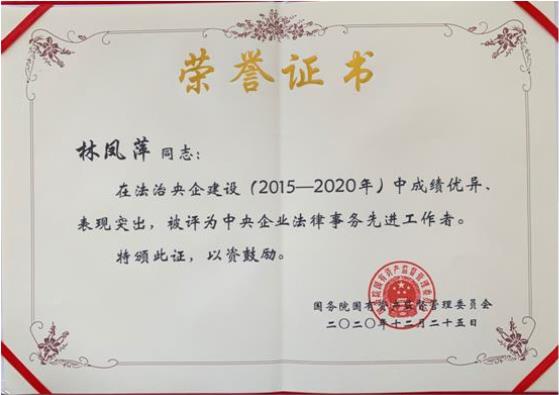 荣誉证书
林凤萍 同志：
在法治央企建设（2015—2020年）中成绩优异、
表现突出，被评为中央企业法律事务先进工作者。
特颁此证，以资鼓励。
国务院国有资产监督管理委员会
二〇二〇年十二月二十五日